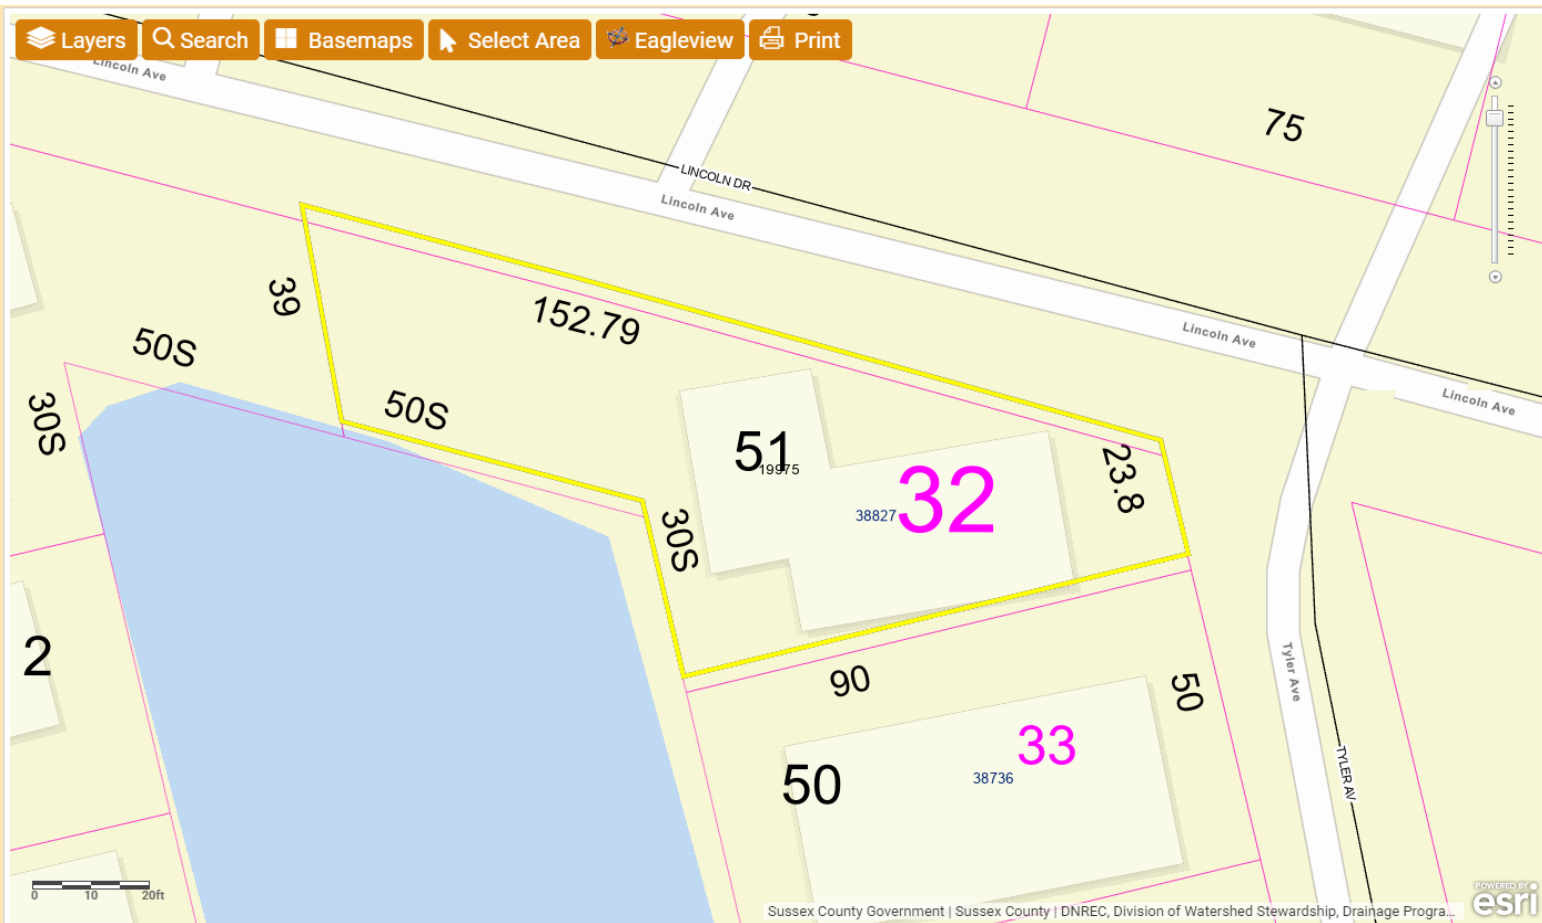 Layers
Search
Basemaps
Select Area
Eagleview
Print
Lincoln Ave
75
LINCOLN DR
Lincoln Ave
39
152.79
Lincoln Ave
50S
50S
30S
Lincoln Ave
51
19975
23.8
32
38827
30S
2
90
50
Tyler Ave
33
38736
50
TYLER AV
0 10 20ft
POWERED BY
esri
Sussex County Government | Sussex County | DNREC, Division of Watershed Stewardship, Drainage Progra...